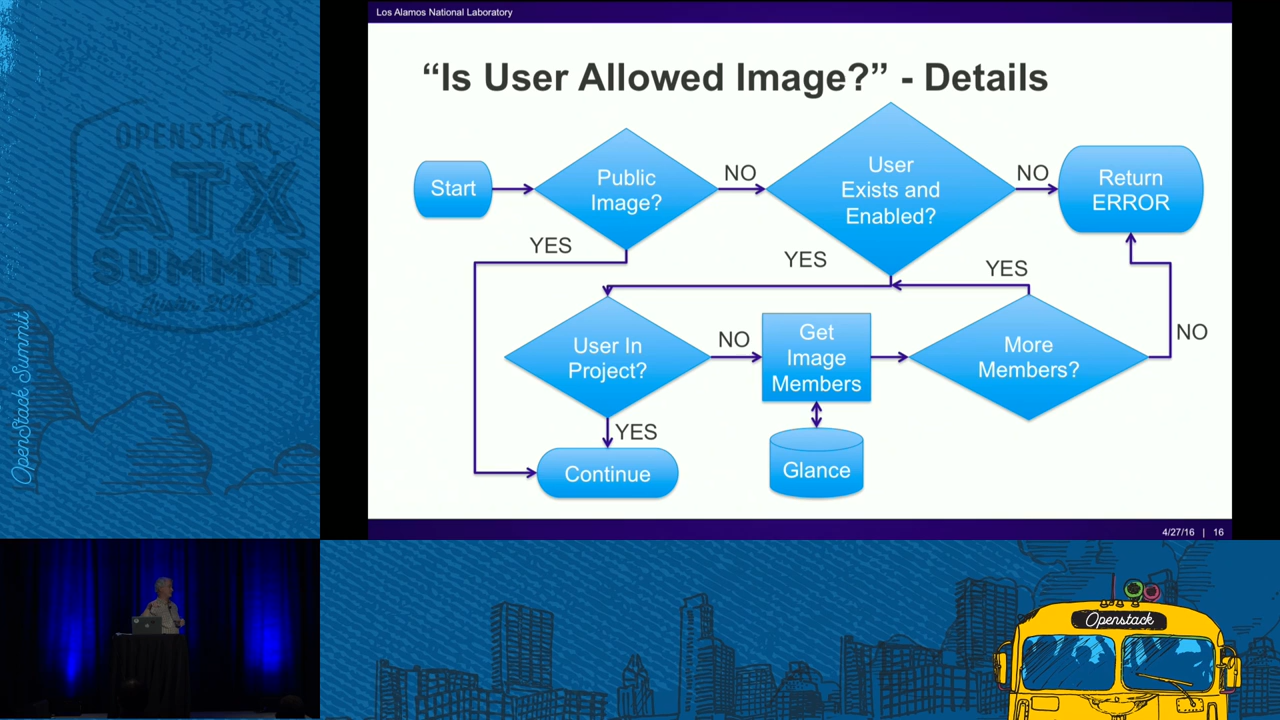 Los Alamos National Laboratory
“Is User Allowed Image?” - Details
Start
Public
Image?
NO
User
Exists and
Enabled?
NO
Return
ERROR
YES
YES
YES
User In
Project?
NO
Get
Image
Members
More
Members?
NO
YES
Continue
Glance
4/27/16 | 16
OPENSTACK
ATX
SUMMIT
August 2016
OpenStack Summit
Openstack